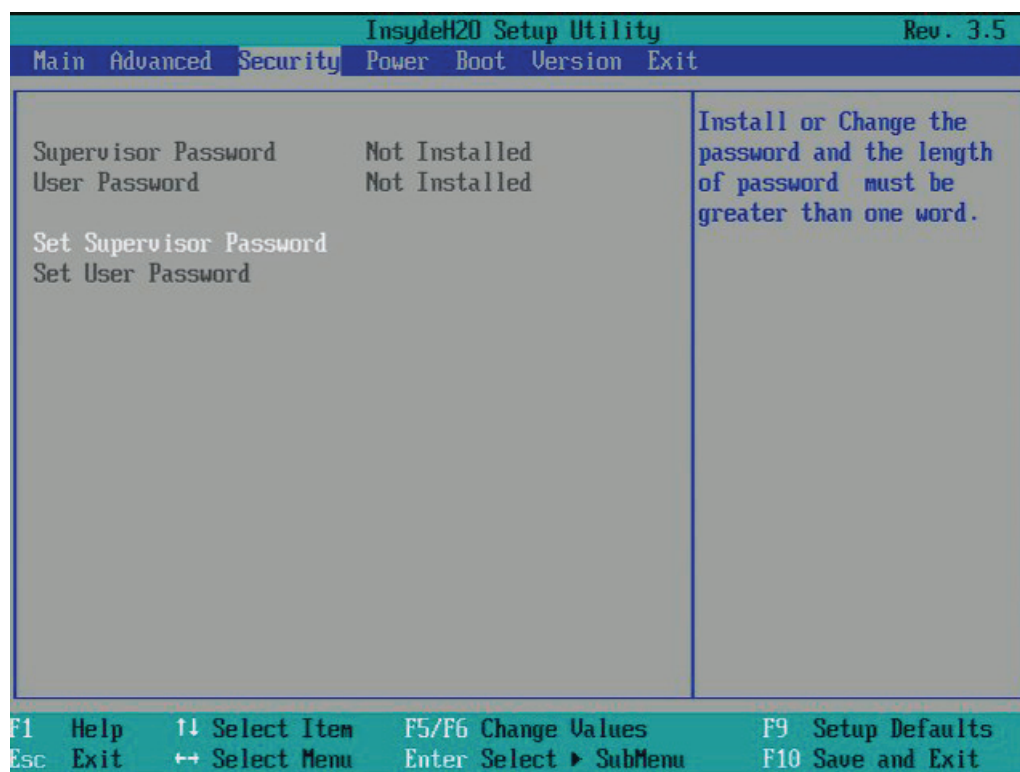 InsydeH2O Setup Utility Rev. 3.5
Main Advanced Security Power Boot Version Exit
Supervisor Password Not Installed
User Password Not Installed
Set Supervisor Password
Set User Password
Install or Change the
password and the length
of password must be
greater than one word.
F1 Help ↑↓ Select Item F5/F6 Change Values F9 Setup Defaults
Esc Exit ↔ Select Menu Enter Select ▶ SubMenu F10 Save and Exit